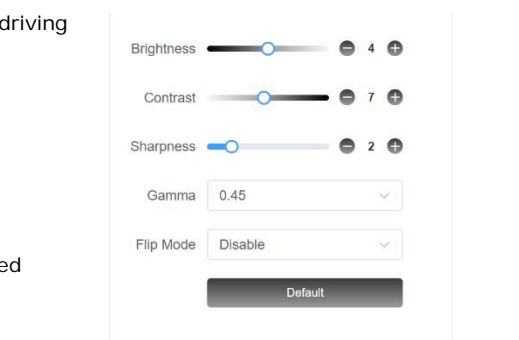 driving
Brightness 4
Contrast 7
Sharpness 2
Gamma 0.45
Flip Mode Disable
ed
Default